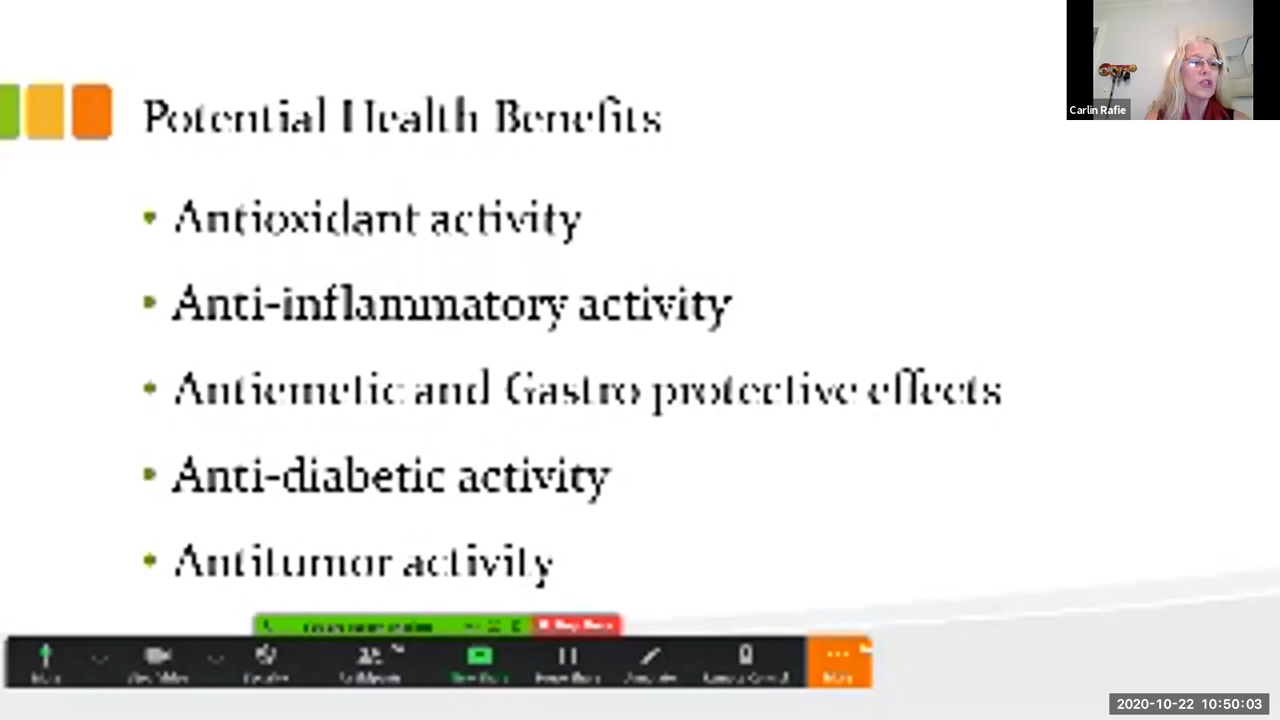 Potential Health Benefits
Carlin Rafie
• Antioxidant activity
• Anti-inflammatory activity
• Antiemetic and Gastro protective effects
• Anti-diabetic activity
• Antitumor activity
2020-10-22 10:50:03